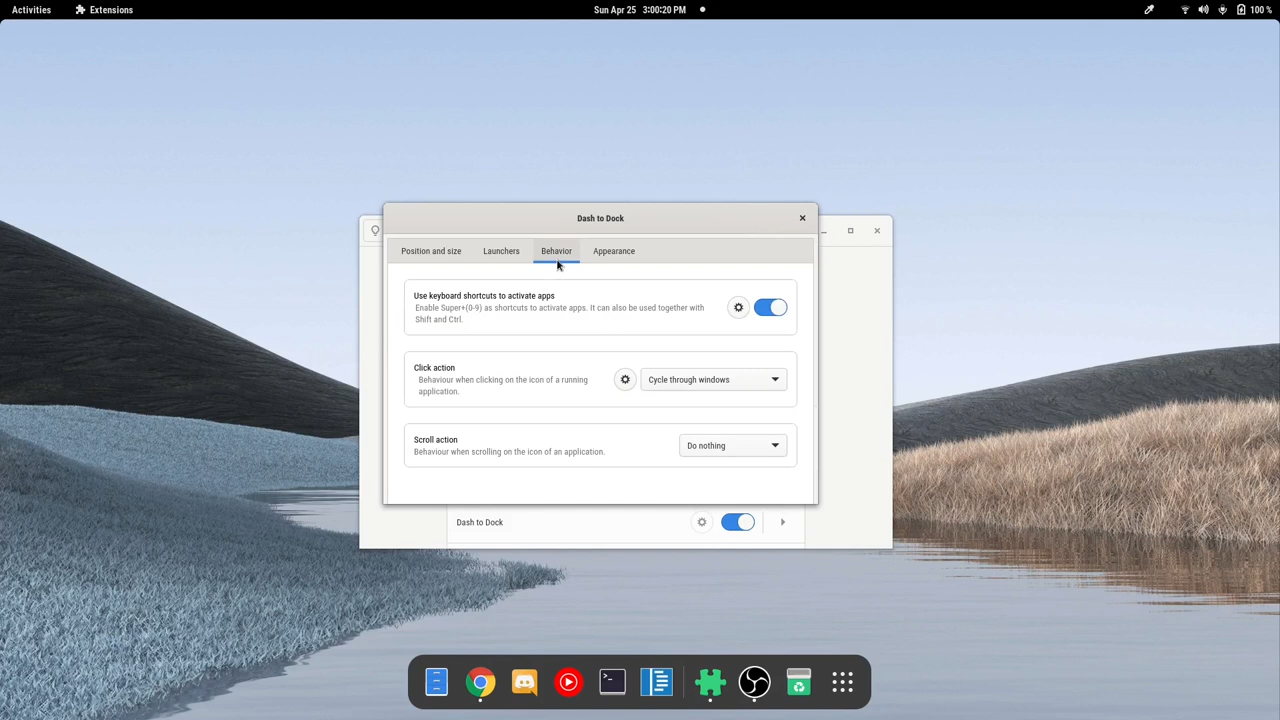 Activities
Extensions
Sun Apr 25 3:00:20 PM
100 %
Dash to Dock
Position and size
Launchers
Behavior
Appearance
Use keyboard shortcuts to activate apps
Enable Super+(0-9) as shortcuts to activate apps. It can also be used together with
Shift and Ctrl.
Click action
Behaviour when clicking on the icon of a running
application.
Cycle through windows
Scroll action
Behaviour when scrolling on the icon of an application.
Do nothing
Dash to Dock